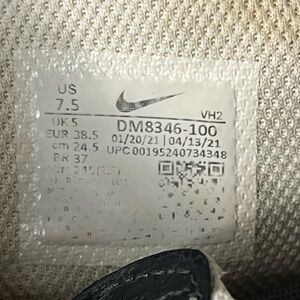 US
7.5
VH2
UK 5
DM8346-100
EUR 38.5
01/20/21 | 04/13/21
cm 24.5
UPC 00195240734348
BR 37